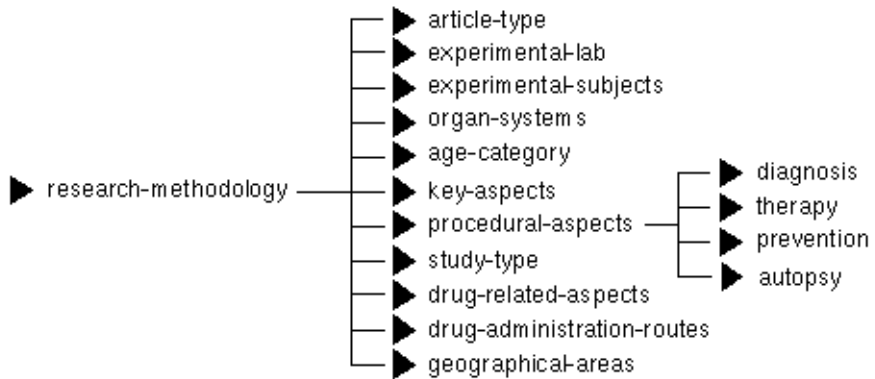 article-type
experimental-lab
experimental-subjects
organ-systems
age-category
research-methodology
key-aspects
procedural-aspects
study-type
drug-related-aspects
drug-administration-routes
geographical-areas
diagnosis
therapy
prevention
autopsy